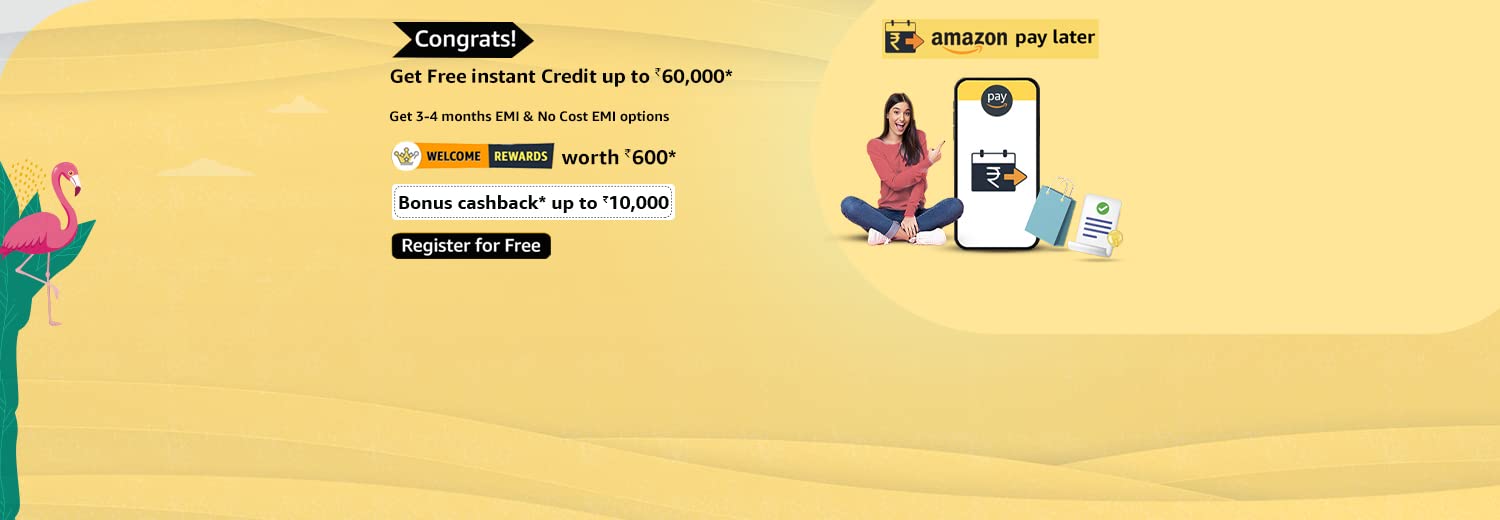 Congrats!
Get Free instant Credit up to ₹60,000*
Get 3-4 months EMI & No Cost EMI options
WELCOME REWARDS worth ₹600*
Bonus cashback* up to ₹10,000
Register for Free
₹ amazon pay later
pay
₹